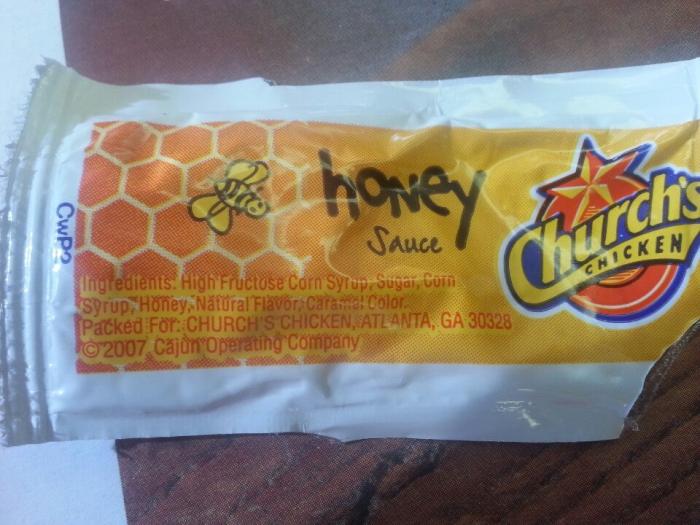 honey
Sauce
Church's
CHICKEN
CWP2
Ingredients: High Fructose Corn Syrup, Sugar, Corn
Syrup, Honey, Natural Flavor, Caramel Color.
Packed For: CHURCH'S CHICKEN, ATLANTA, GA 30328
© 2007 Cajun Operating Company